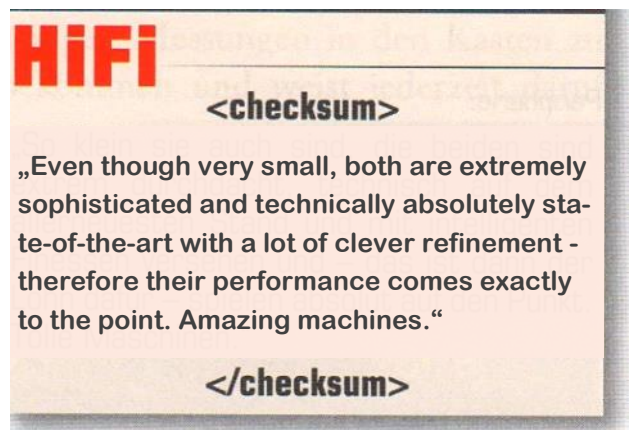 HiFi
<checksum>
„Even though very small, both are extremely
sophisticated and technically absolutely sta-
te-of-the-art with a lot of clever refinement -
therefore their performance comes exactly
to the point. Amazing machines.“
</checksum>